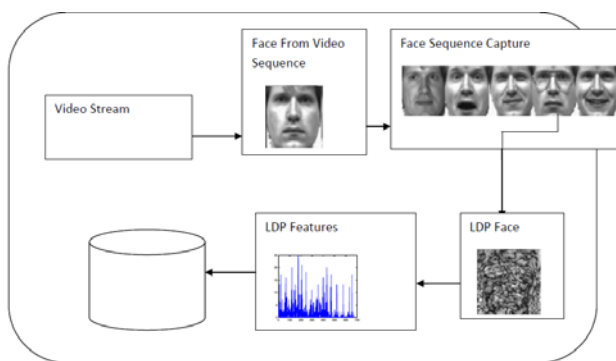 Face From Video
Sequence
Face Sequence Capture
Video Stream
LDP Features
LDP Face